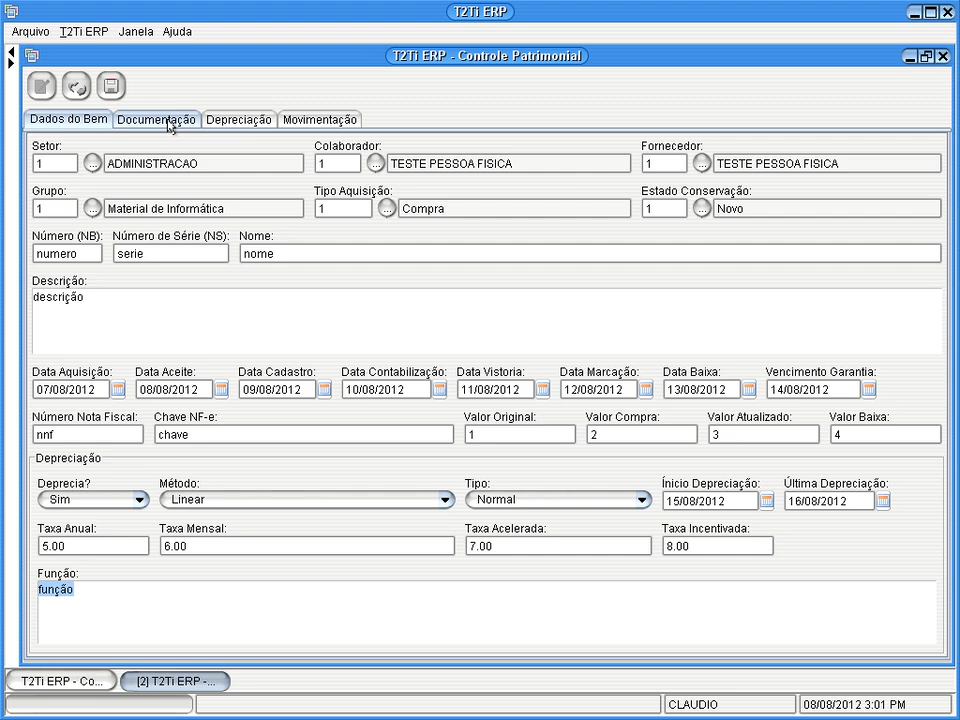 T2Ti ERP
Arquivo T2Ti ERP Janela Ajuda
T2Ti ERP - Controle Patrimonial
Dados do Bem Documentação Depreciação Movimentação
Setor: Colaborador: Fornecedor:
1 ... ADMINISTRACAO 1 ... TESTE PESSOA FISICA 1 ... TESTE PESSOA FISICA
Grupo: Tipo Aquisição: Estado Conservação:
1 ... Material de Informática 1 ... Compra 1 ... Novo
Número (NB): Número de Série (NS): Nome:
numero serie nome
Descrição:
descrição
Data Aquisição: Data Aceite: Data Cadastro: Data Contabilização: Data Vistoria: Data Marcação: Data Baixa: Vencimento Garantia:
07/08/2012 08/08/2012 09/08/2012 10/08/2012 11/08/2012 12/08/2012 13/08/2012 14/08/2012
Número Nota Fiscal: Chave NF-e: Valor Original: Valor Compra: Valor Atualizado: Valor Baixa:
nnf chave 1 2 3 4
Depreciação
Deprecia? Método: Tipo: Ínicio Depreciação: Última Depreciação:
Sim Linear Normal 15/08/2012 16/08/2012
Taxa Anual: Taxa Mensal: Taxa Acelerada: Taxa Incentivada:
5.00 6.00 7.00 8.00
Função:
função
T2Ti ERP - Co... [2] T2Ti ERP -...
CLAUDIO 08/08/2012 3:01 PM